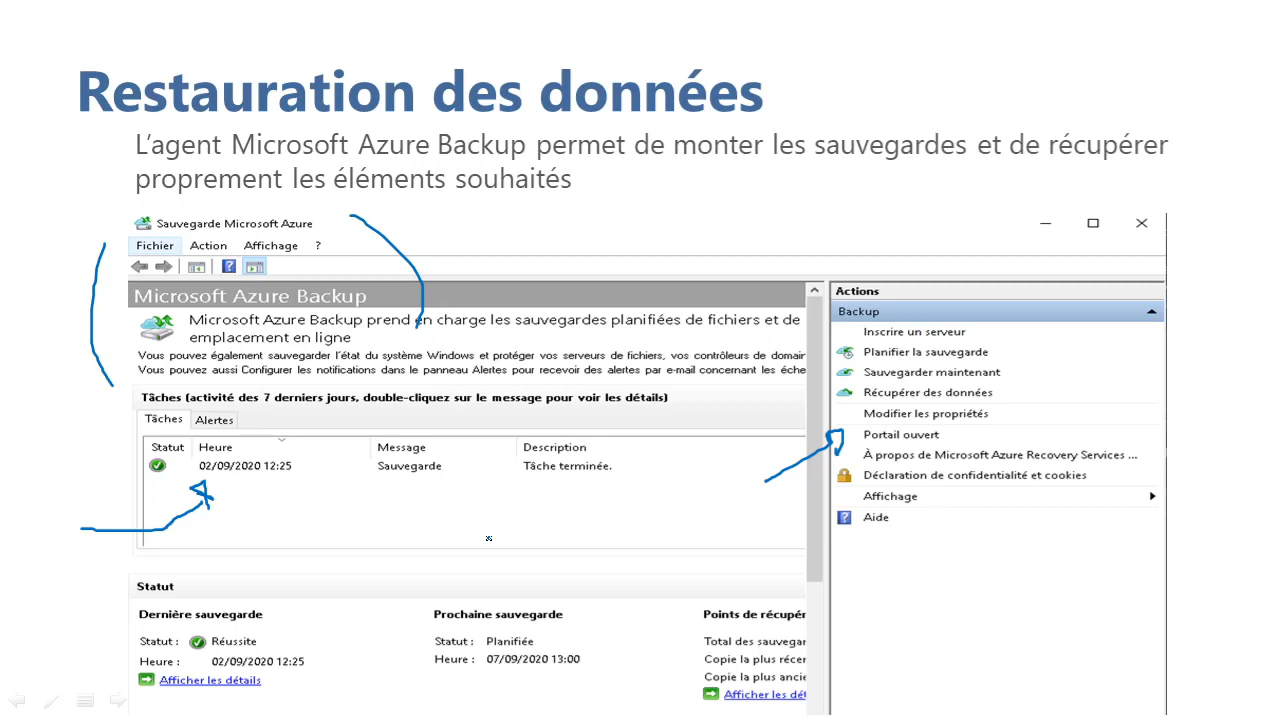 Restauration des données
L’agent Microsoft Azure Backup permet de monter les sauvegardes et de récupérer
proprement les éléments souhaités
Sauvegarde Microsoft Azure
Fichier Action Affichage ?
Microsoft Azure Backup
Microsoft Azure Backup prend en charge les sauvegardes planifiées de fichiers et de
emplacement en ligne
Vous pouvez également sauvegarder l’état du système Windows et protéger vos serveurs de fichiers, vos contrôleurs de domair
Vous pouvez aussi Configurer les notifications dans le panneau Alertes pour recevoir des alertes par e-mail concernant les éche
Tâches (activité des 7 derniers jours, double-cliquez sur le message pour voir les détails)
Tâches Alertes
Statut Heure Message Description
02/09/2020 12:25 Sauvegarde Tâche terminée.
Statut
Dernière sauvegarde
Statut : Réussite
Heure : 02/09/2020 12:25
Afficher les détails
Prochaine sauvegarde
Statut : Planifiée
Heure : 07/09/2020 13:00
Points de récupér
Total des sauvegar
Copie la plus récer
Copie la plus ancie
Afficher les dét
Actions
Backup
Inscrire un serveur
Planifier la sauvegarde
Sauvegarder maintenant
Récupérer des données
Modifier les propriétés
Portail ouvert
À propos de Microsoft Azure Recovery Services ...
Déclaration de confidentialité et cookies
Affichage
Aide